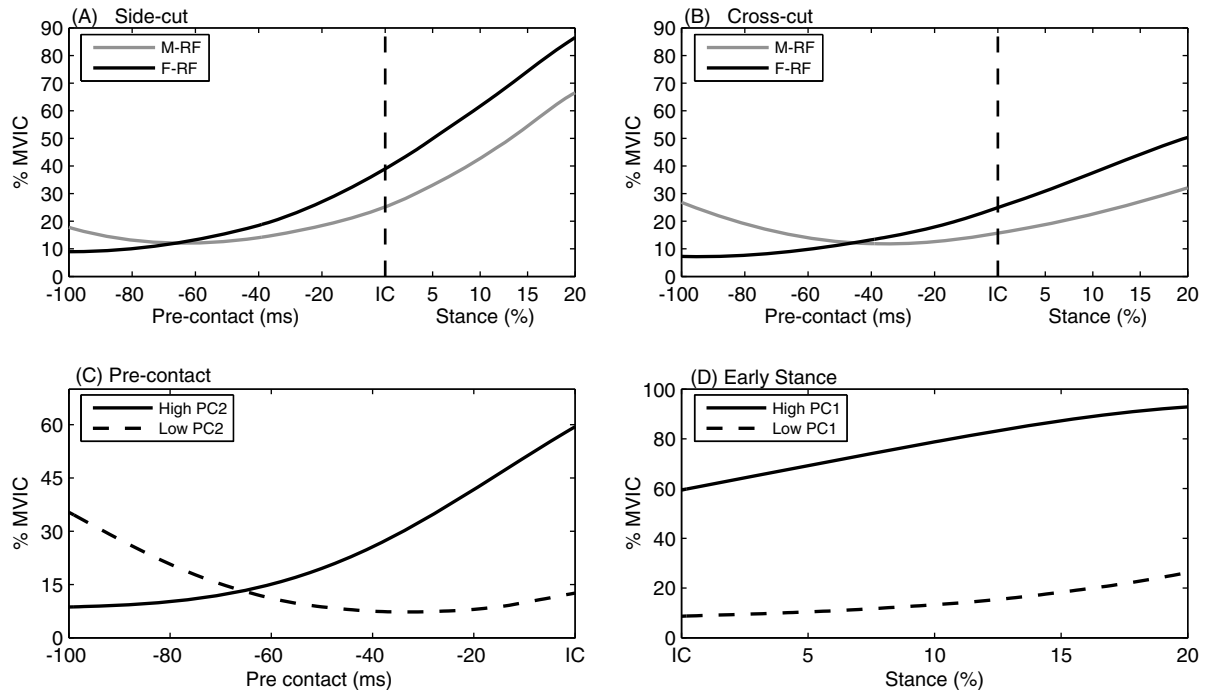 (A) Side-cut
90
80
70
60
50
40
30
20
10
0
% MVIC
M-RF
F-RF
-100 -80 -60 -40 -20 IC 5 10 15 20
Pre-contact (ms) Stance (%)
(B) Cross-cut
90
80
70
60
50
40
30
20
10
0
% MVIC
M-RF
F-RF
-100 -80 -60 -40 -20 IC 5 10 15 20
Pre-contact (ms) Stance (%)
(C) Pre-contact
60
45
30
15
0
% MVIC
High PC2
Low PC2
-100 -80 -60 -40 -20 IC
Pre contact (ms)
(D) Early Stance
100
80
60
40
20
0
% MVIC
High PC1
Low PC1
IC 5 10 15 20
Stance (%)